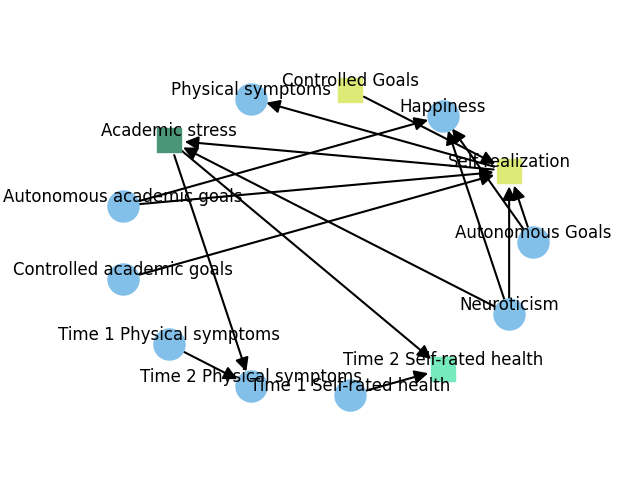 Controlled Goals
Physical symptoms
Happiness
Academic stress
Self-realization
Autonomous academic goals
Autonomous Goals
Controlled academic goals
Neuroticism
Time 1 Physical symptoms
Time 2 Self-rated health
Time 2 Physical symptoms
Time 1 Self-rated health